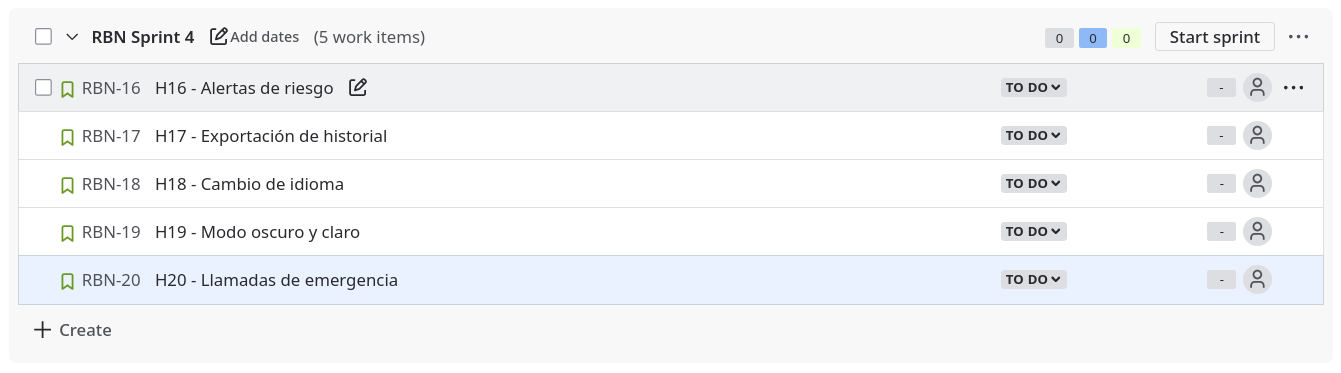 RBN Sprint 4 Add dates (5 work items) 0 0 0 Start sprint
RBN-16 H16 - Alertas de riesgo TO DO -
RBN-17 H17 - Exportación de historial TO DO -
RBN-18 H18 - Cambio de idioma TO DO -
RBN-19 H19 - Modo oscuro y claro TO DO -
RBN-20 H20 - Llamadas de emergencia TO DO -
Create